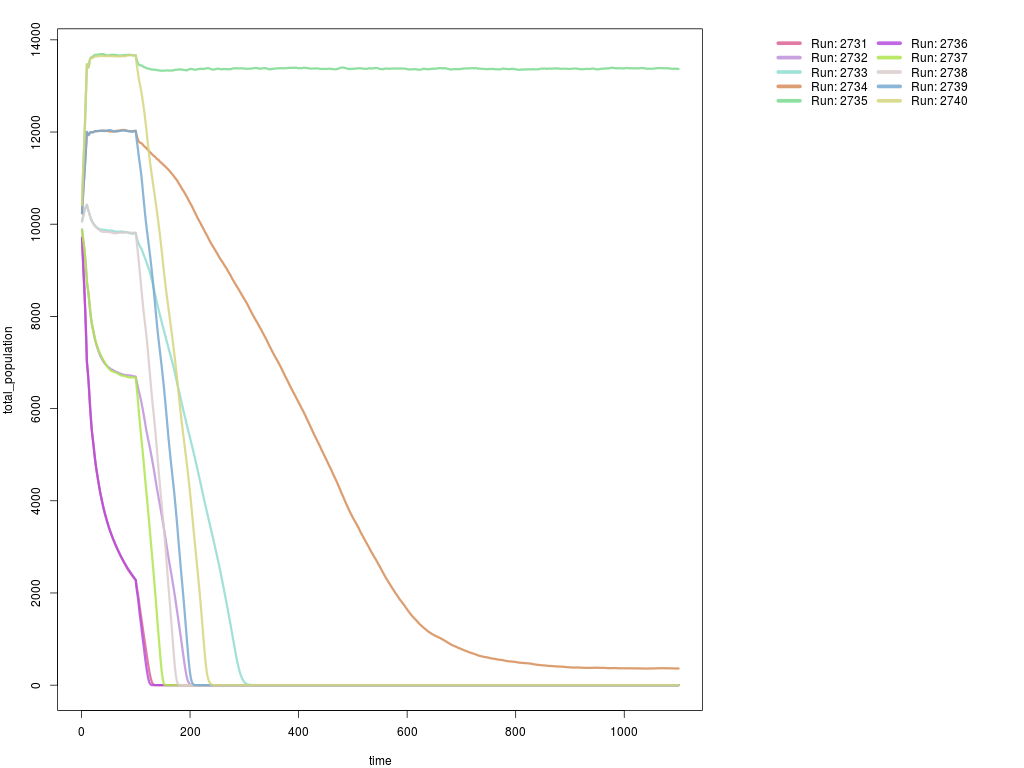 14000
12000
10000
8000
6000
4000
2000
0
total_population
0 200 400 600 800 1000
time
Run: 2731 Run: 2736
Run: 2732 Run: 2737
Run: 2733 Run: 2738
Run: 2734 Run: 2739
Run: 2735 Run: 2740